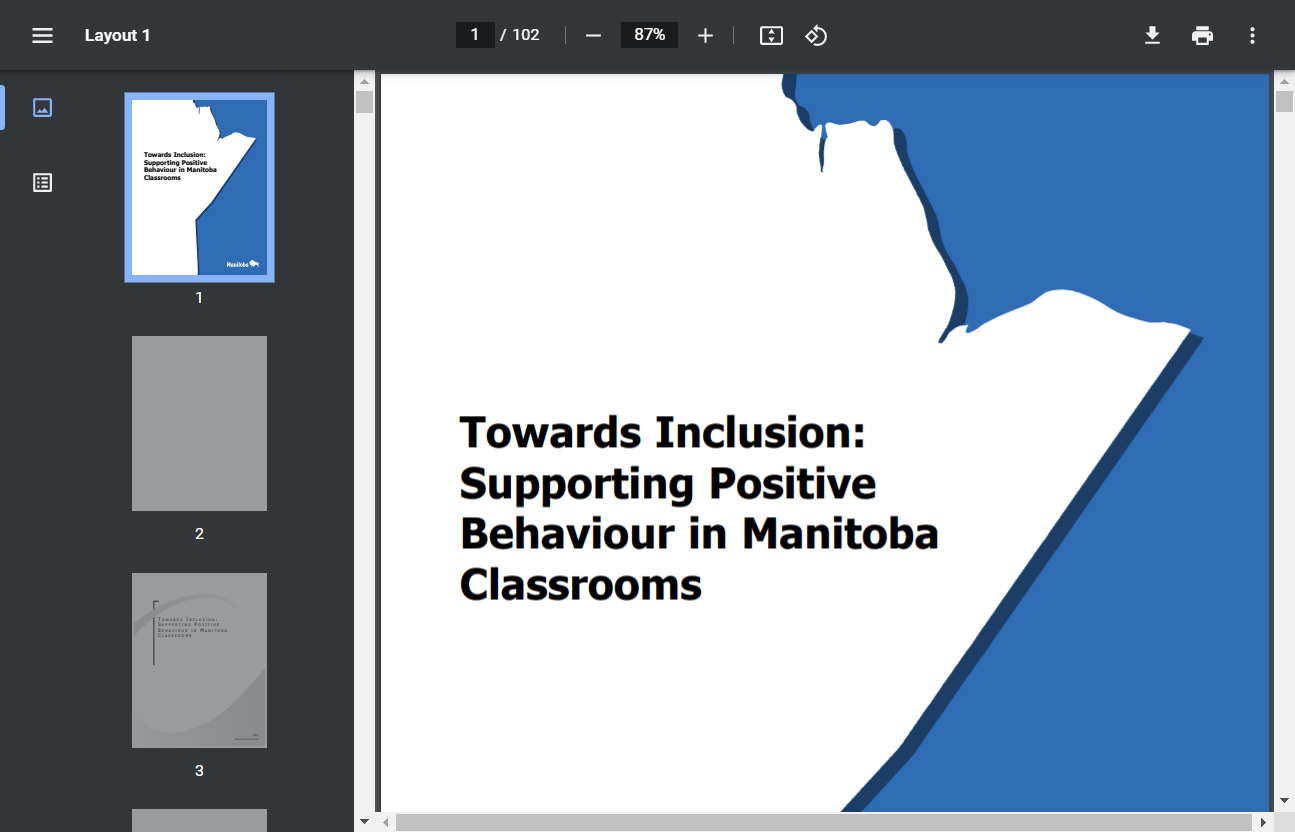 Layout 1
1 / 102
87%
Towards Inclusion:
Supporting Positive
Behaviour in Manitoba
Classrooms
Manitoba
1
2
Towards Inclusion:
Supporting Positive
Behaviour in Manitoba
Classrooms
3
Towards Inclusion:
Supporting Positive
Behaviour in Manitoba
Classrooms